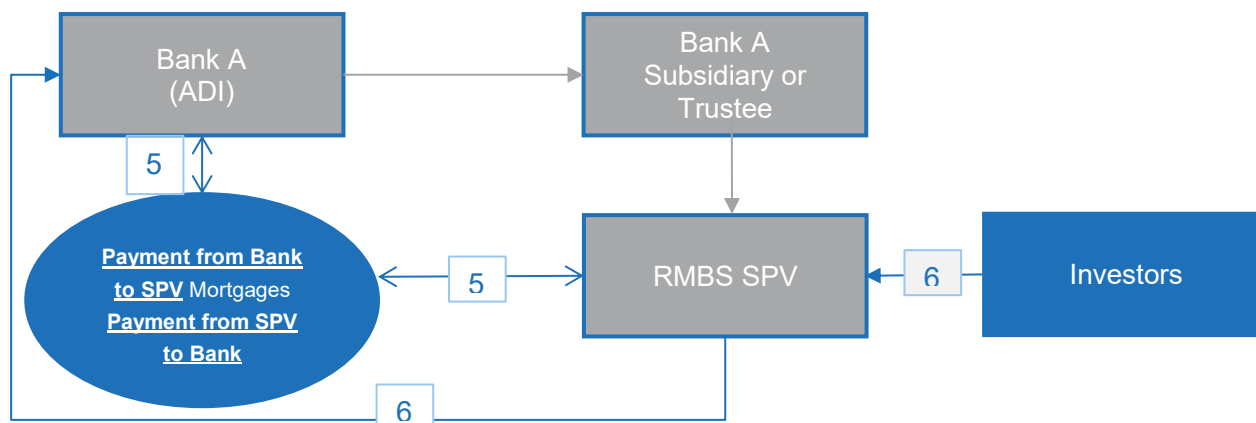 Bank A
(ADI)
Bank A
Subsidiary or
Trustee
5
Payment from Bank
to SPV Mortgages
Payment from SPV
to Bank
5
RMBS SPV
6
Investors
6